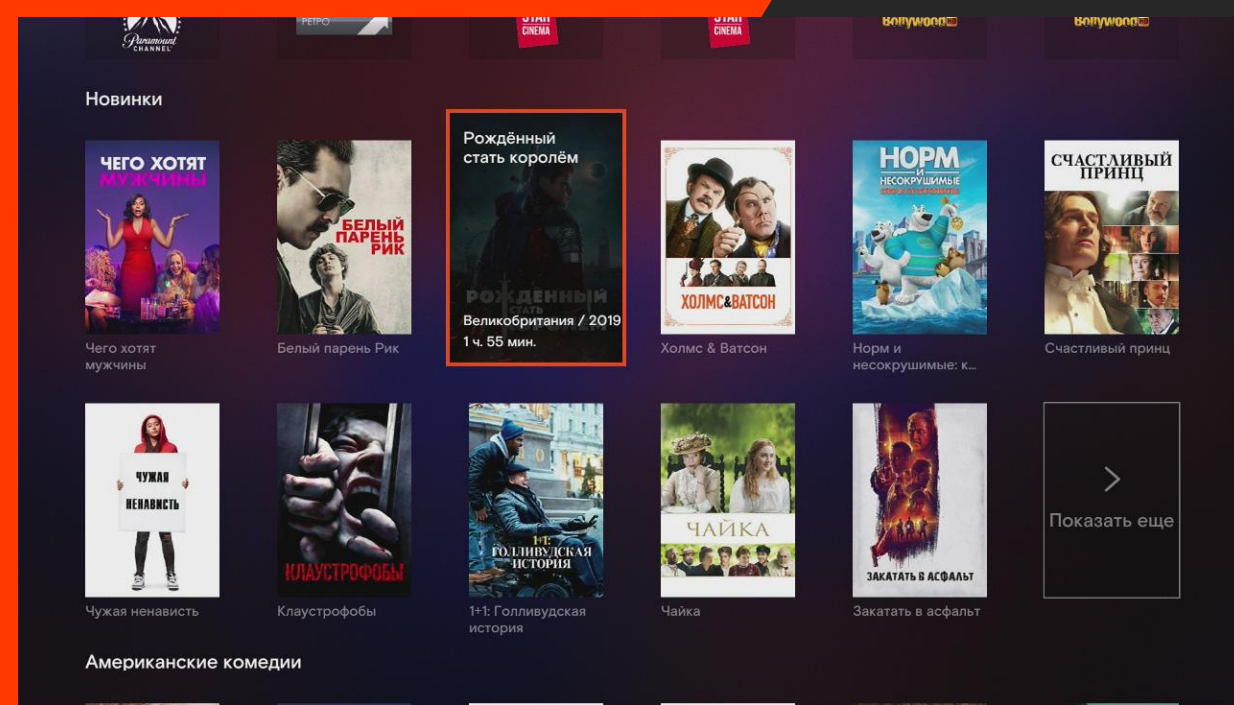 Paramount
CHANNEL
РЕТРО
STAR
CINEMA
STAR
CINEMA
Bollywood HD
Bollywood HD
Новинки
ЧЕГО ХОТЯТ
МУЖЧИНЫ
БЕЛЫЙ
ПАРЕНЬ
РИК
Рождённый
стать королём
РОЖДЕННЫЙ
СТАТЬ
Великобритания / 2019
1 ч. 55 мин.
ХОЛМС&ВАТСОН
НОРМ
И
НЕСОКРУШИМЫЕ
СЧАСТЛИВЫЙ
ПРИНЦ
Чего хотят
мужчины
Белый парень Рик
Холмс & Ватсон
Норм и
несокрушимые: к...
Счастливый принц
ЧУЖАЯ
НЕНАВИСТЬ
КЛАУСТРОФОБЫ
1+1:
ГОЛЛИВУДСКАЯ
ИСТОРИЯ
ЧАЙКА
ЗАКАТАТЬ В АСФАЛЬТ
Показать еще
Чужая ненависть
Клаустрофобы
1+1: Голливудская
история
Чайка
Закатать в асфальт
Американские комедии